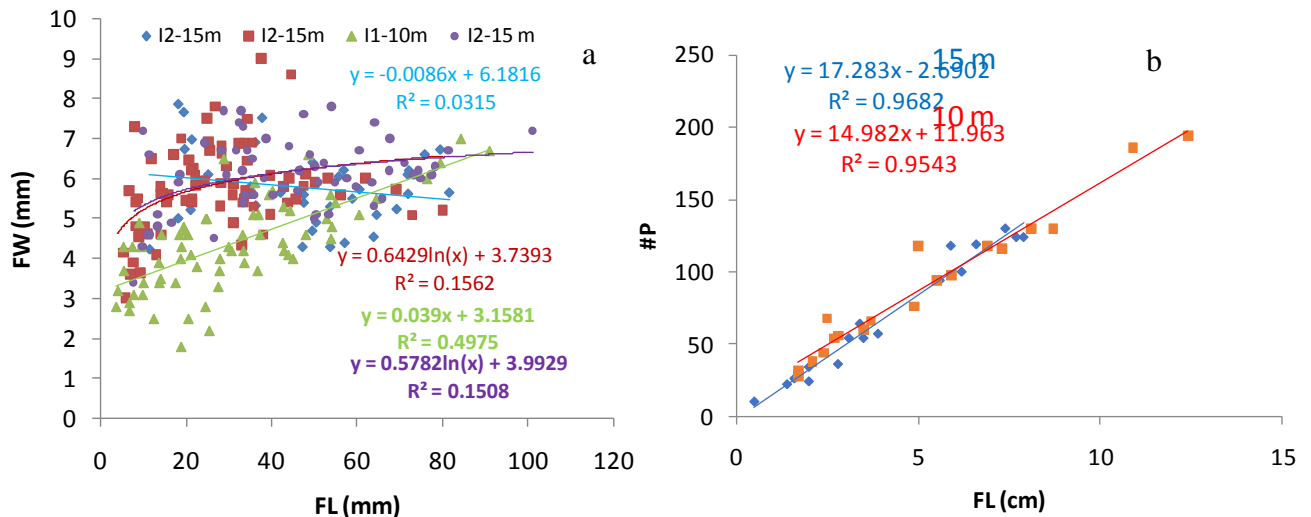 I2-15m I2-15m I1-10m I2-15 m
a
y = -0.0086x + 6.1816
R² = 0.0315
y = 0.6429ln(x) + 3.7393
R² = 0.1562
y = 0.039x + 3.1581
R² = 0.4975
y = 0.5782ln(x) + 3.9929
R² = 0.1508
10
9
8
7
6
5
4
3
2
1
0
FW (mm)
0 20 40 60 80 100 120
FL (mm)
b
15 m
y = 17.283x - 2.6902
R² = 0.9682
10 m
y = 14.982x + 11.963
R² = 0.9543
250
200
150
100
50
0
#P
0 5 10 15
FL (cm)